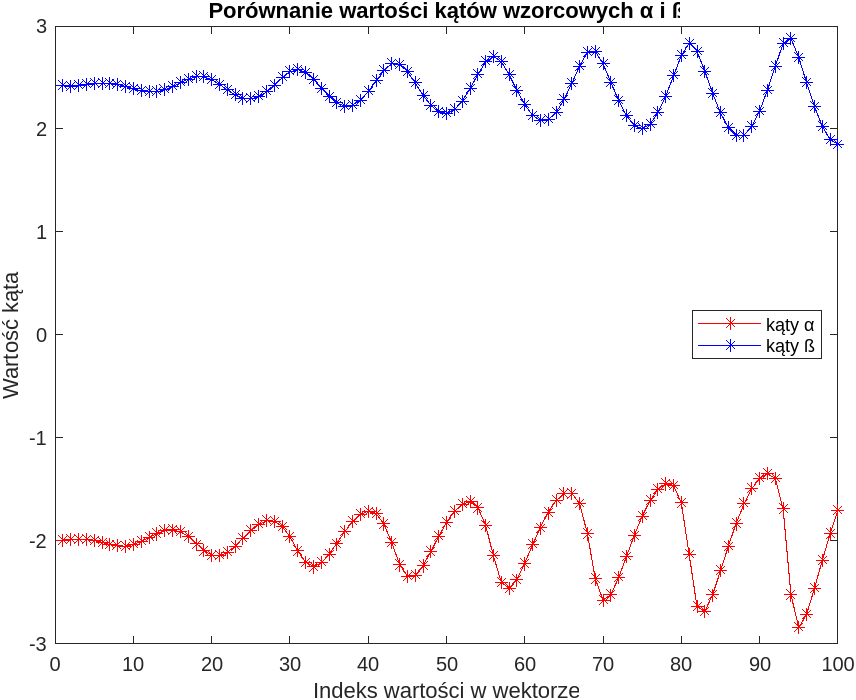 Porównanie wartości kątów wzorcowych α i ß
3
2
1
0
-1
-2
-3
Wartość kąta
kąty α
kąty ß
0 10 20 30 40 50 60 70 80 90 100
Indeks wartości w wektorze